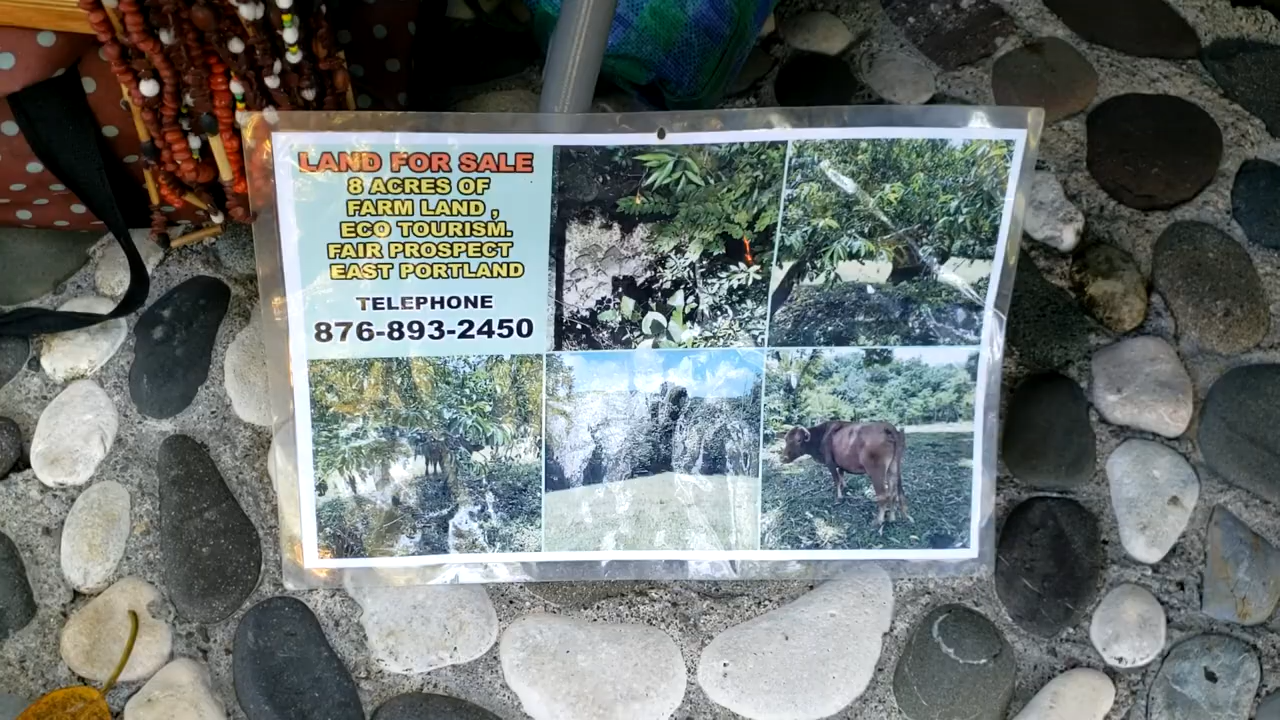 LAND FOR SALE
8 ACRES OF
FARM LAND ,
ECO TOURISM.
FAIR PROSPECT
EAST PORTLAND
TELEPHONE
876-893-2450